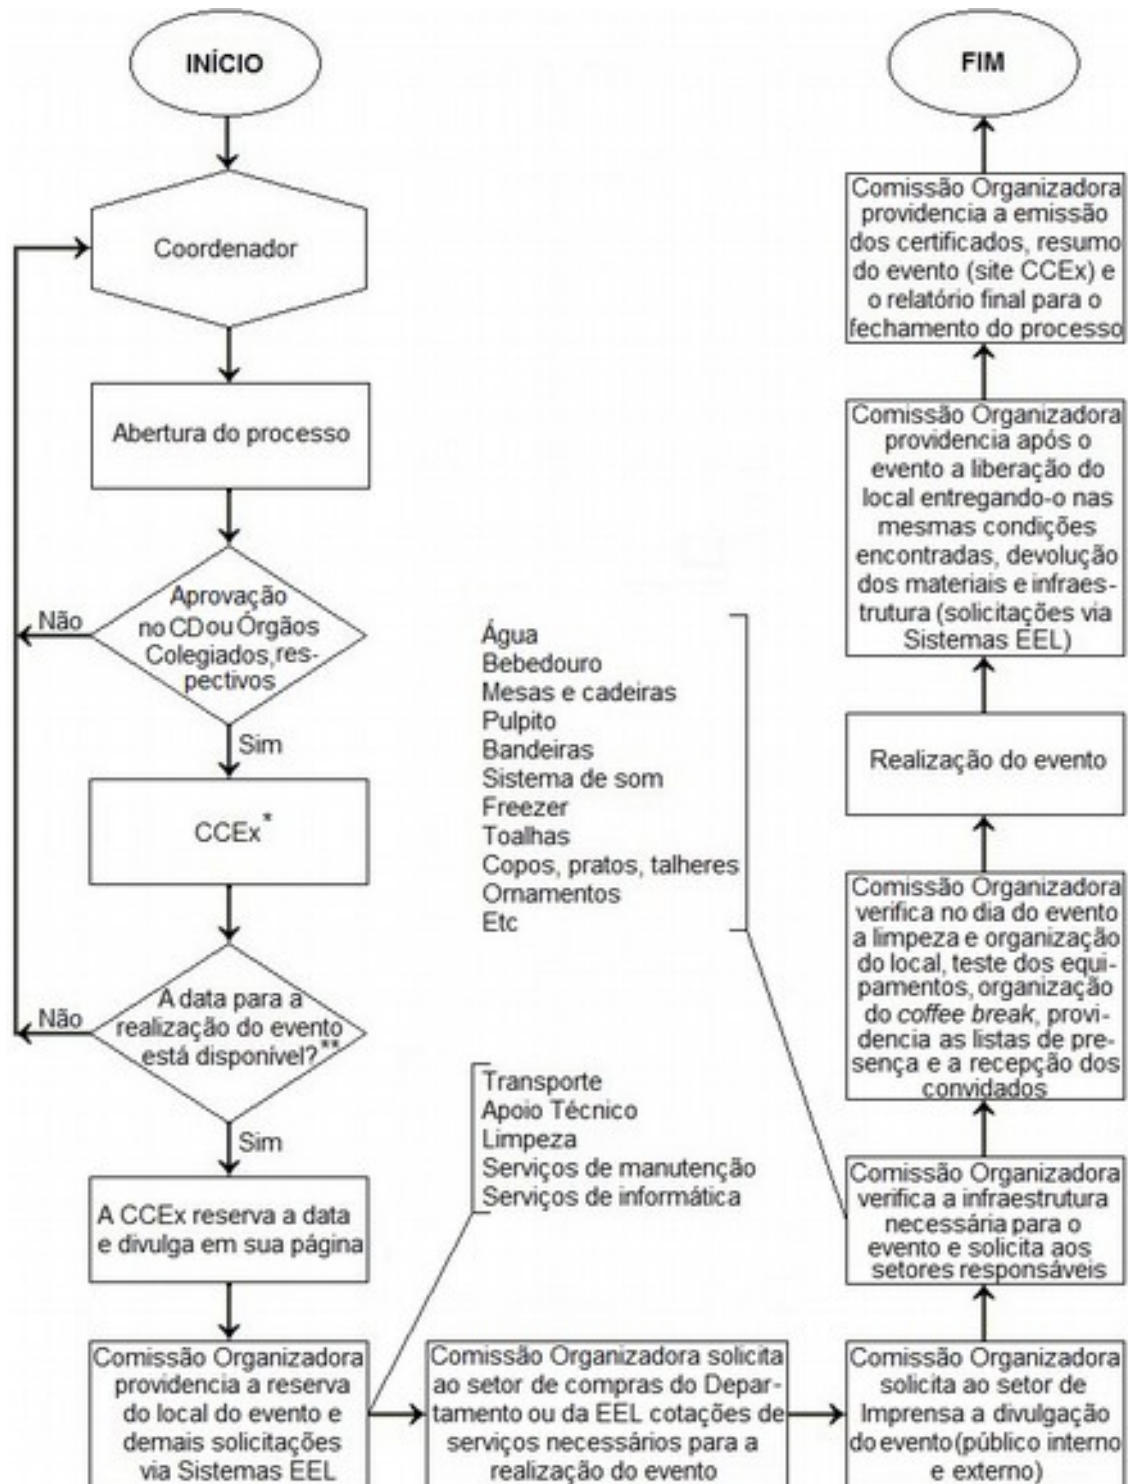 INÍCIO
Coordenador
Abertura do processo
Aprovação
no CD ou Órgãos
Colegiados, res-
pectivos
Não
Sim
CCEx*
A data para a
realização do evento
está disponível?**
Não
Sim
A CCEx reserva a data
e divulga em sua página
Comissão Organizadora
providencia a reserva
do local do evento e
demais solicitações
via Sistemas EEL
Transporte
Apoio Técnico
Limpeza
Serviços de manutenção
Serviços de informática
Comissão Organizadora solicita
ao setor de compras do Depar-
tamento ou da EEL cotações de
serviços necessários para a
realização do evento
Comissão Organizadora
solicita ao setor de
Imprensa a divulgação
do evento(público interno
e externo)
Comissão Organizadora
verifica a infraestrutura
necessária para o
evento e solicita aos
setores responsáveis
Água
Bebedouro
Mesas e cadeiras
Pulpito
Bandeiras
Sistema de som
Freezer
Toalhas
Copos, pratos, talheres
Ornamentos
Etc
Comissão Organizadora
verifica no dia do evento
a limpeza e organização
do local, teste dos equi-
pamentos, organização
do coffee break, provi-
dencia as listas de pre-
sença e a recepção dos
convidados
Realização do evento
Comissão Organizadora
providencia após o
evento a liberação do
local entregando-o nas
mesmas condições
encontradas, devolução
dos materiais e infraes-
trutura (solicitações via
Sistemas EEL)
Comissão Organizadora
providencia a emissão
dos certificados, resumo
do evento (site CCEx) e
o relatório final para o
fechamento do processo
FIM